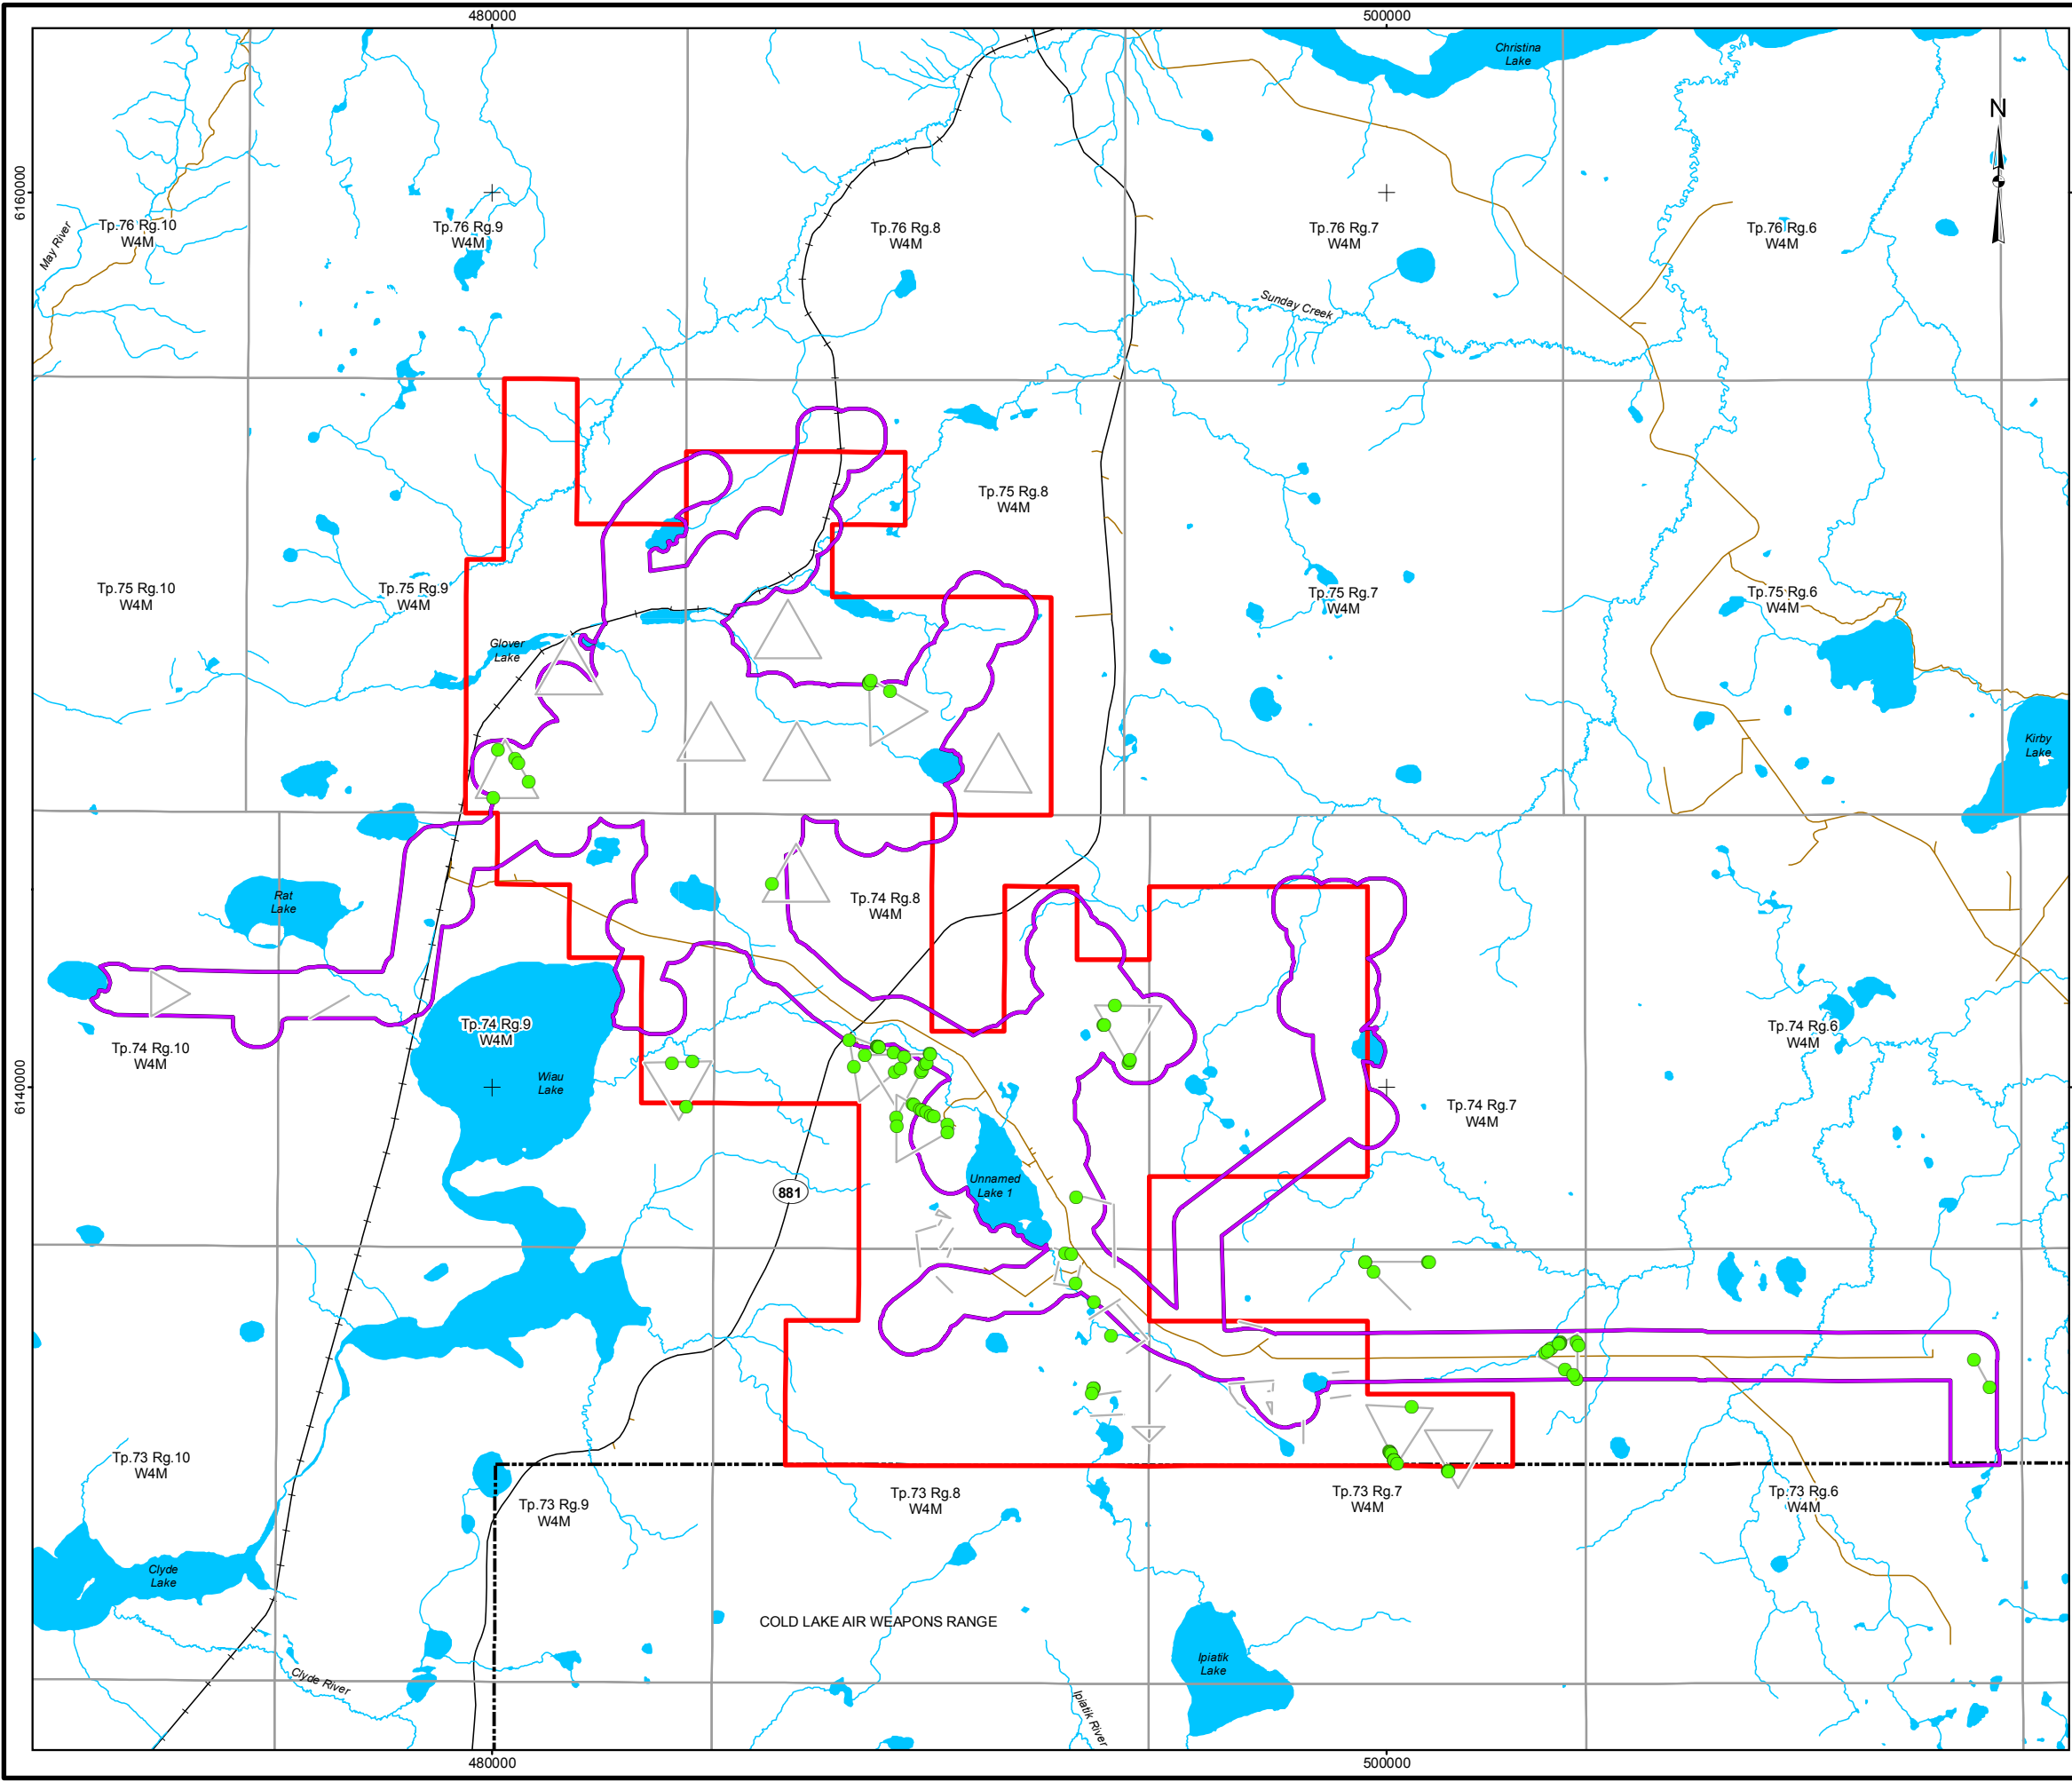 480000
500000
Christina
Lake
N
6160000
May River
Tp.76 Rg.10
W4M
Tp.76 Rg.9
W4M
Tp.76 Rg.8
W4M
Tp.76 Rg.7
W4M
Tp.76 Rg.6
W4M
Sunday Creek
Tp.75 Rg.8
W4M
Tp.75 Rg.10
W4M
Tp.75 Rg.9
W4M
Tp.75 Rg.7
W4M
Tp.75 Rg.6
W4M
Glover
Lake
Kirby
Lake
Rat
Lake
Tp.74 Rg.8
W4M
Tp.74 Rg.9
W4M
Tp.74 Rg.10
W4M
Tp.74 Rg.6
W4M
6140000
Wiau
Lake
Tp.74 Rg.7
W4M
881
Unnamed
Lake 1
Tp.73 Rg.10
W4M
Tp.73 Rg.9
W4M
Tp.73 Rg.8
W4M
Tp.73 Rg.7
W4M
Tp.73 Rg.6
W4M
Clyde
Lake
COLD LAKE AIR WEAPONS RANGE
Ipiatik
Lake
Clyde River
Ipiatik River
480000
500000